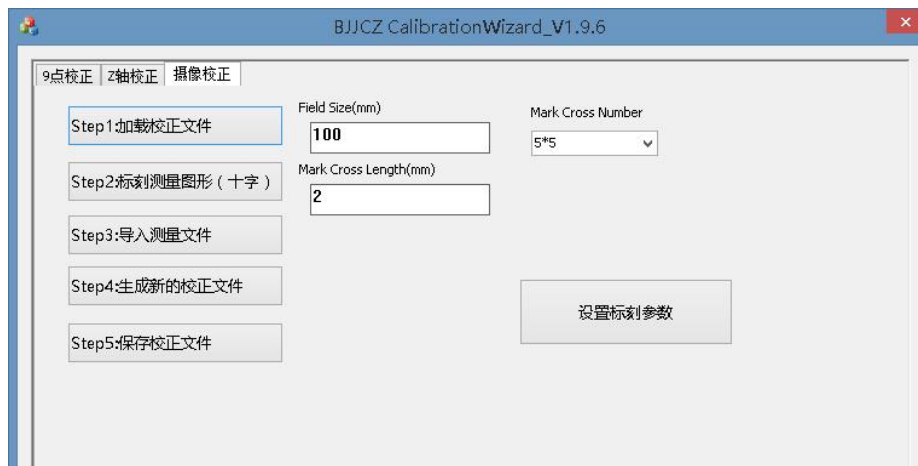 BJJCZ CalibrationWizard_V1.9.6
9点校正 Z轴校正 摄像校正
Step1:加载校正文件
Field Size(mm)
100
Mark Cross Number
5*5
Step2:标刻测量图形（十字）
Mark Cross Length(mm)
2
Step3:导入测量文件
Step4:生成新的校正文件
设置标刻参数
Step5:保存校正文件